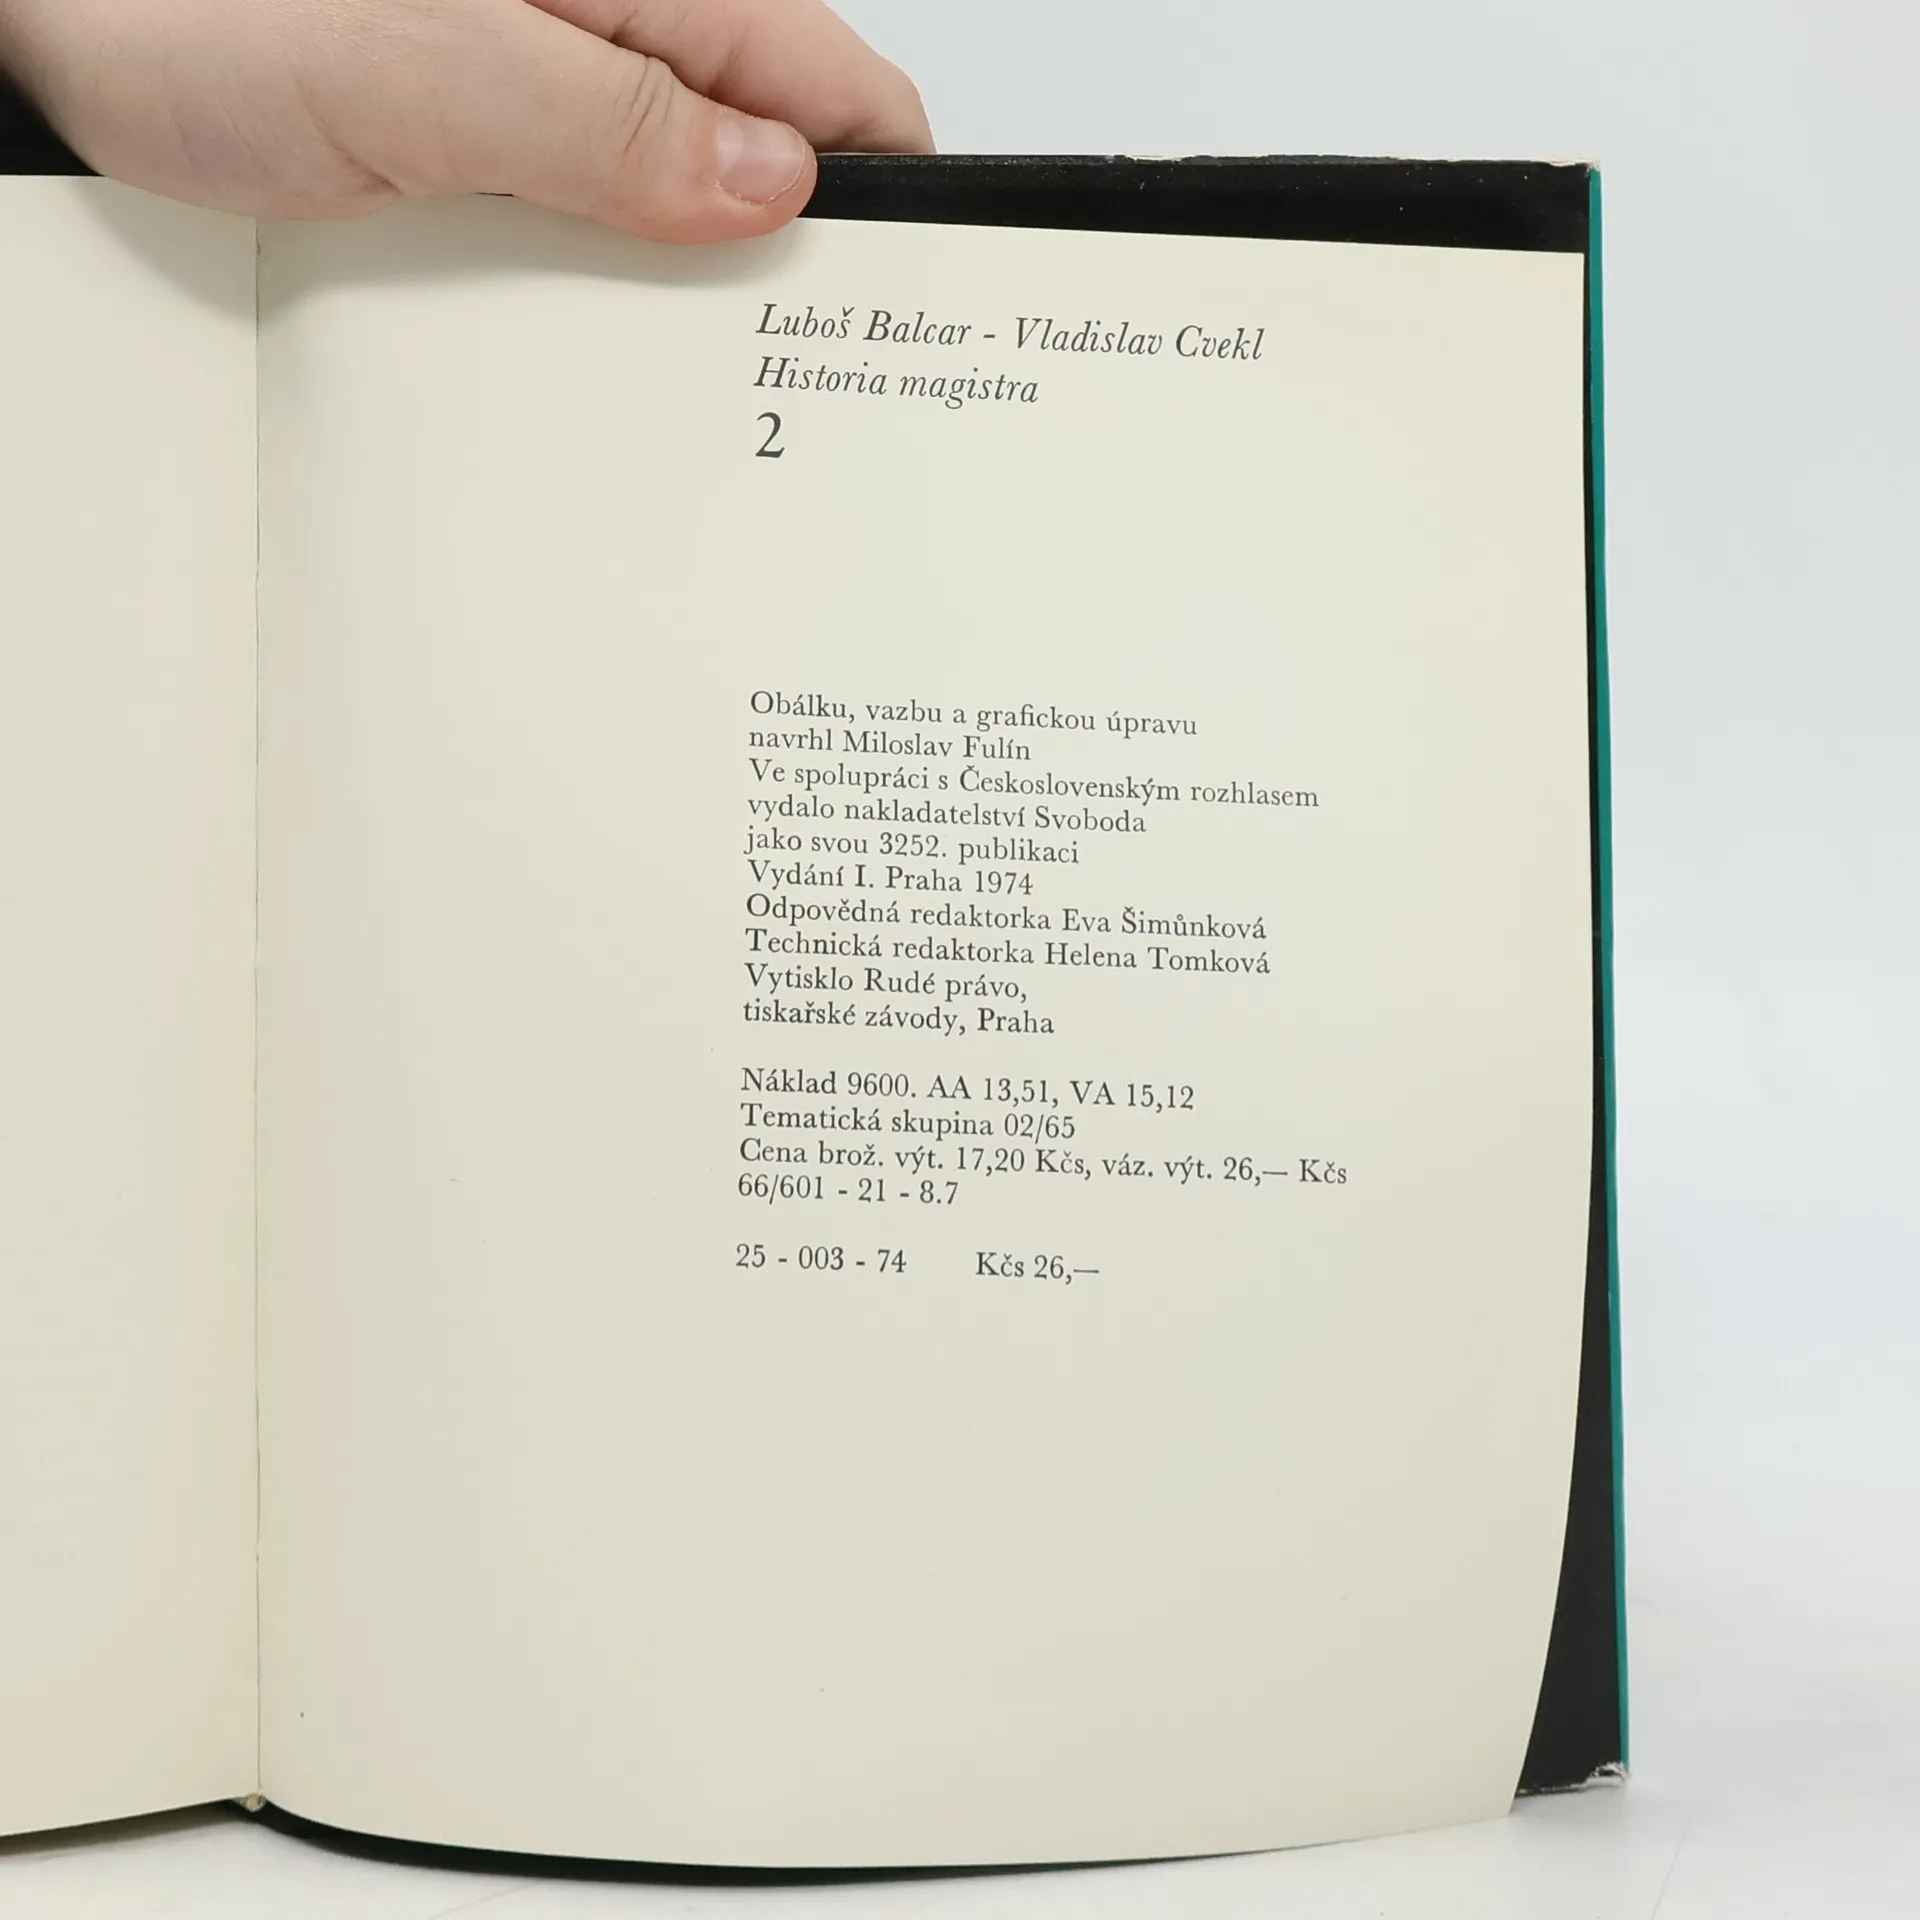 Luboš Balcar - Vladislav Cvekl
Historia magistra
2
Obálku, vazbu a grafickou úpravu
navrhl Miloslav Fulín
Ve spolupráci s Československým rozhlasem
vydalo nakladatelství Svoboda
jako svou 3252. publikaci
Vydání I. Praha 1974
Odpovědná redaktorka Eva Šimůnková
Technická redaktorka Helena Tomková
Vytisklo Rudé právo,
tiskařské závody, Praha
Náklad 9600. AA 13,51, VA 15,12
Tematická skupina 02/65
Cena brož. výt. 17,20 Kčs, váz. výt. 26,— Kčs
66/601 - 21 - 8.7
25 - 003 - 74 Kčs 26,—